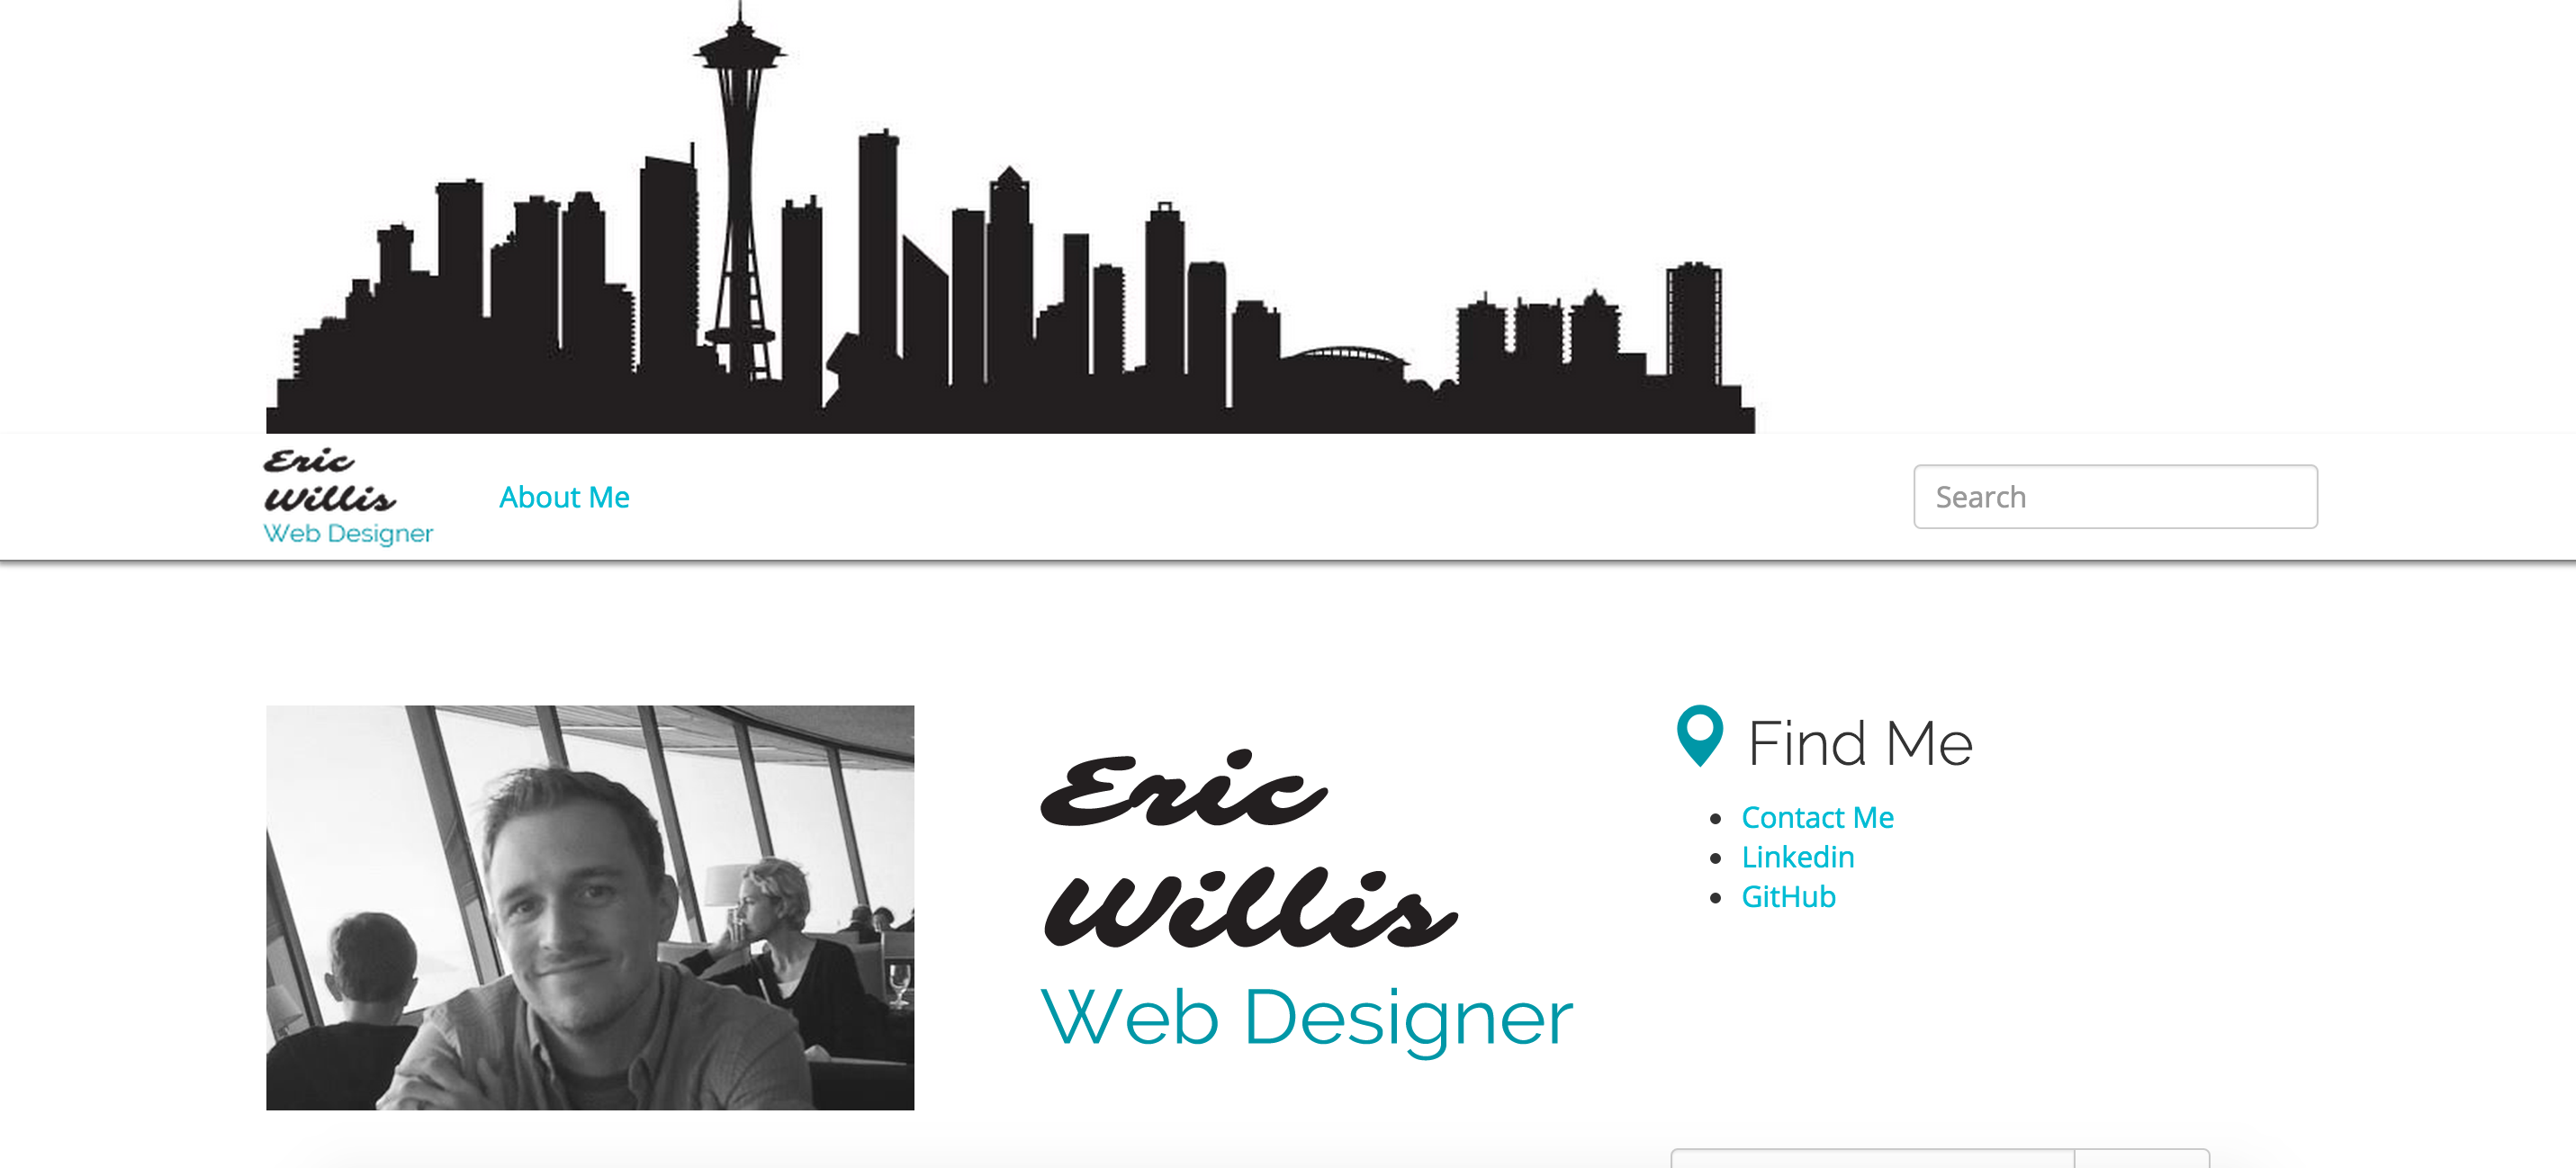 Eric
Willis
Web Designer
About Me
Search
Eric
Willis
Web Designer
Find Me
Contact Me
Linkedin
GitHub